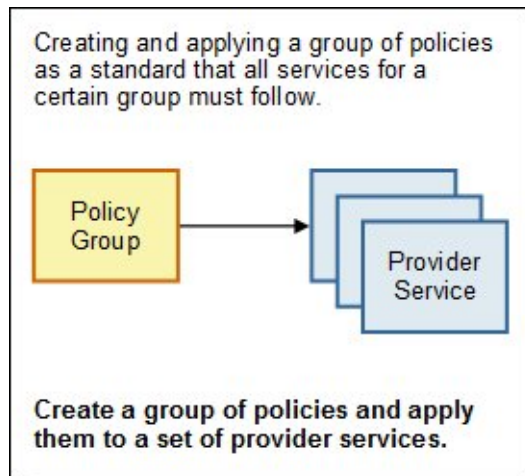 Creating and applying a group of policies
as a standard that all services for a
certain group must follow.
Policy
Group
Provider
Service
Create a group of policies and apply
them to a set of provider services.